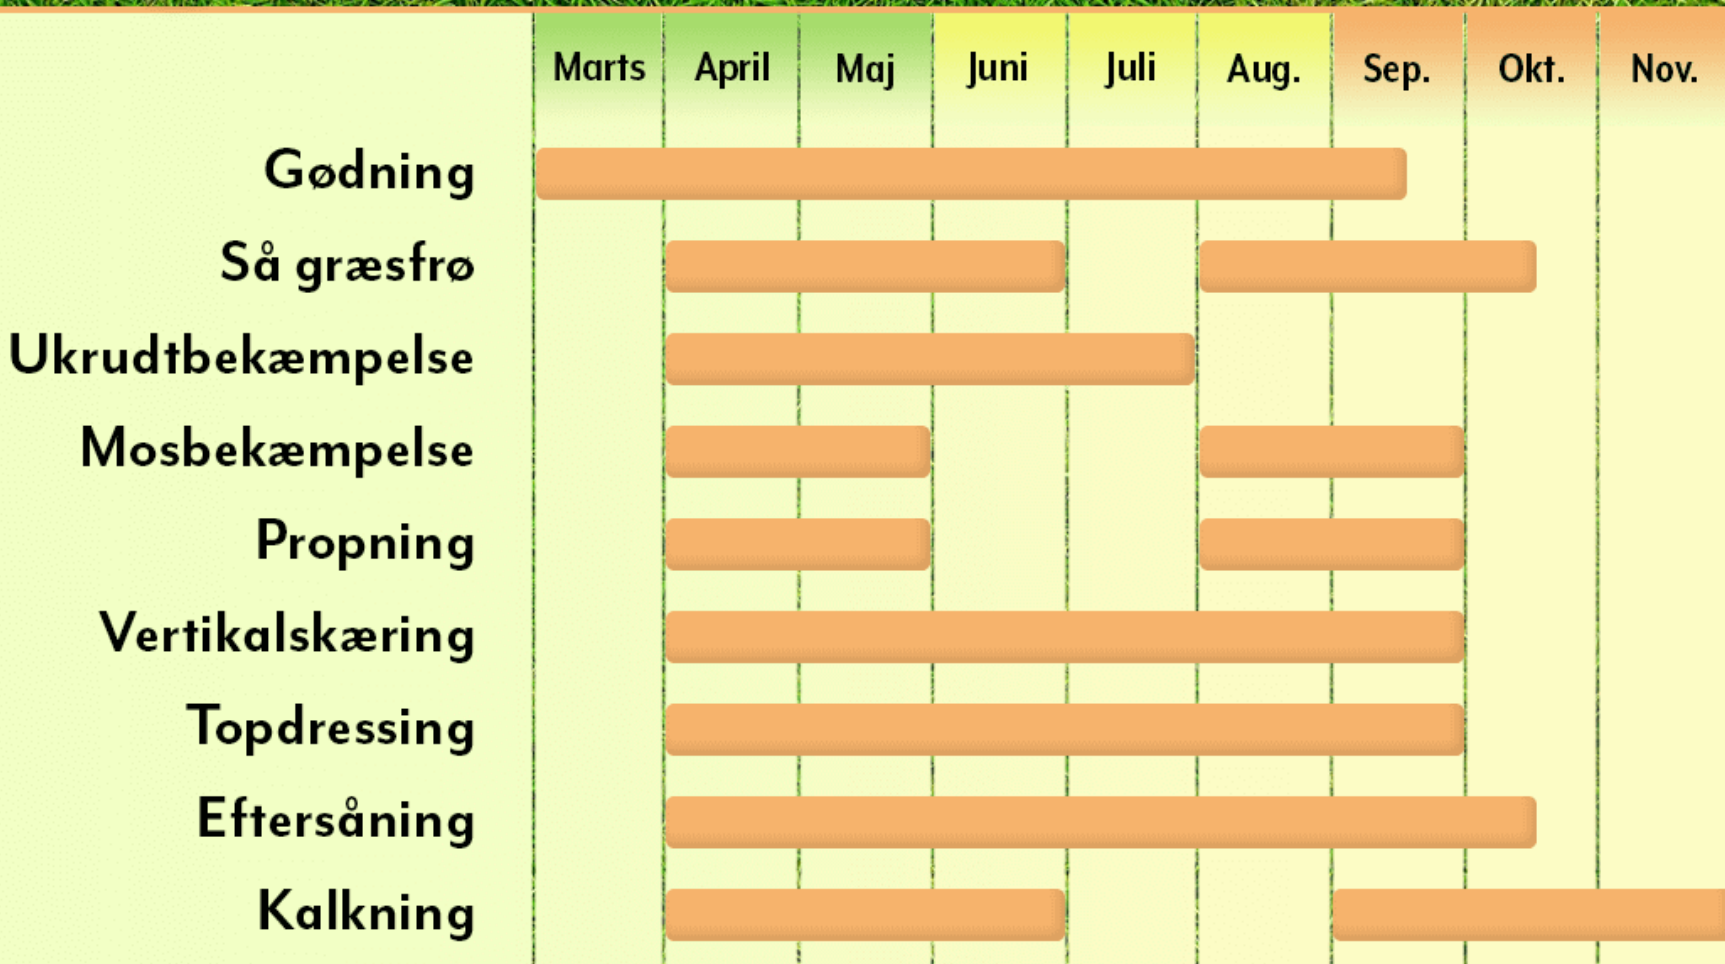 Marts April Maj Juni Juli Aug. Sep. Okt. Nov.
Gødning
Så græsfrø
Ukrudtbekæmpelse
Mosbekæmpelse
Propning
Vertikalskæring
Topdressing
Eftersåning
Kalkning